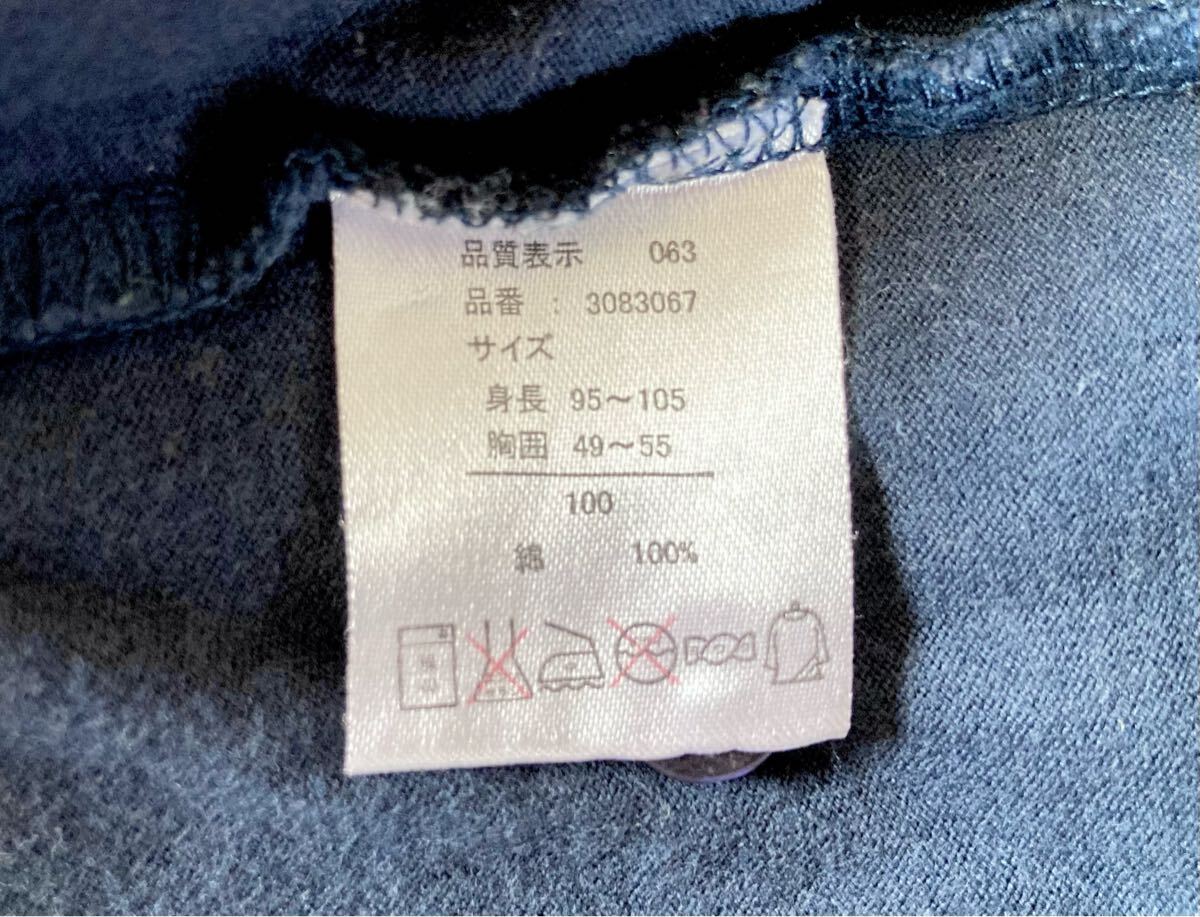 品質表示 063
品番 : 3083067
サイズ
身長 95～105
胸囲 49～55
100
綿 100%